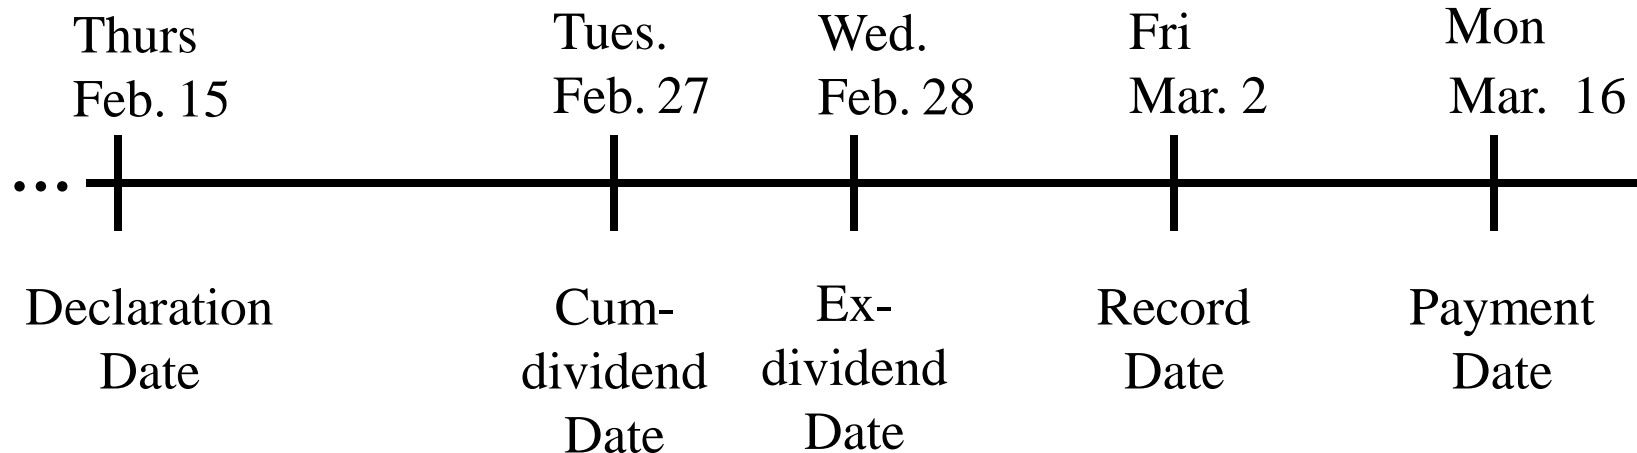 Thurs
Feb. 15
Tues.
Feb. 27
Wed.
Feb. 28
Fri
Mar. 2
Mon
Mar. 16
...
Declaration
Date
Cum-
dividend
Date
Ex-
dividend
Date
Record
Date
Payment
Date